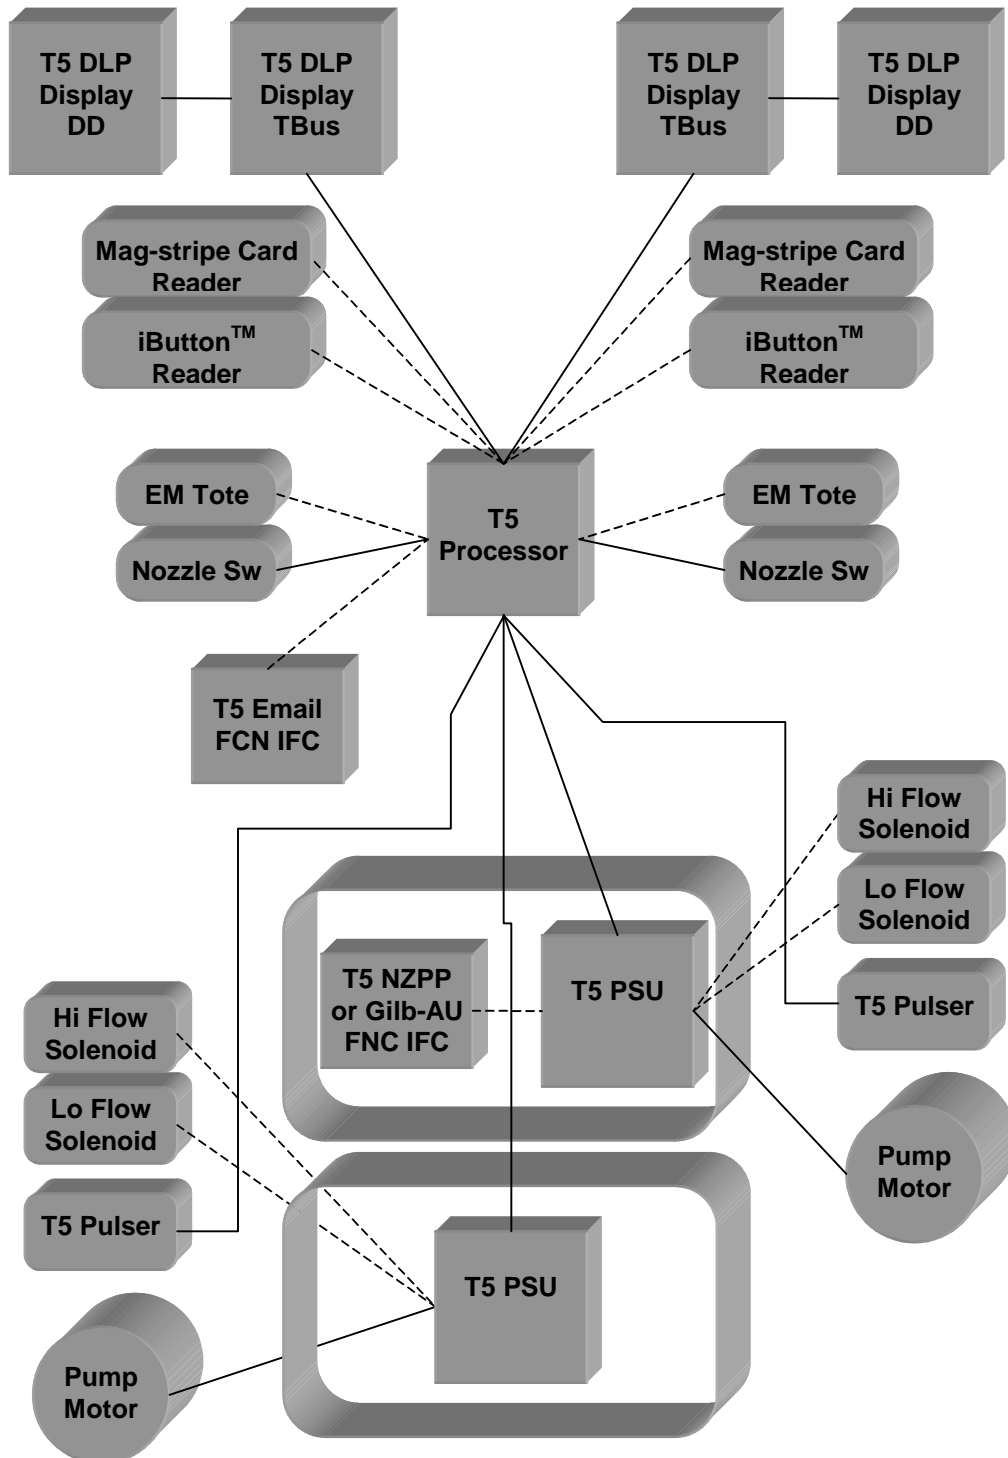 T5 DLP
Display
DD
T5 DLP
Display
TBus
T5 DLP
Display
TBus
T5 DLP
Display
DD
Mag-stripe Card
Reader
iButton™
Reader
Mag-stripe Card
Reader
iButton™
Reader
EM Tote
Nozzle Sw
T5
Processor
EM Tote
Nozzle Sw
T5 Email
FCN IFC
Hi Flow
Solenoid
Lo Flow
Solenoid
T5 Pulser
T5 NZPP
or Gilb-AU
FNC IFC
T5 PSU
Pump
Motor
Hi Flow
Solenoid
Lo Flow
Solenoid
T5 Pulser
T5 PSU
Pump
Motor